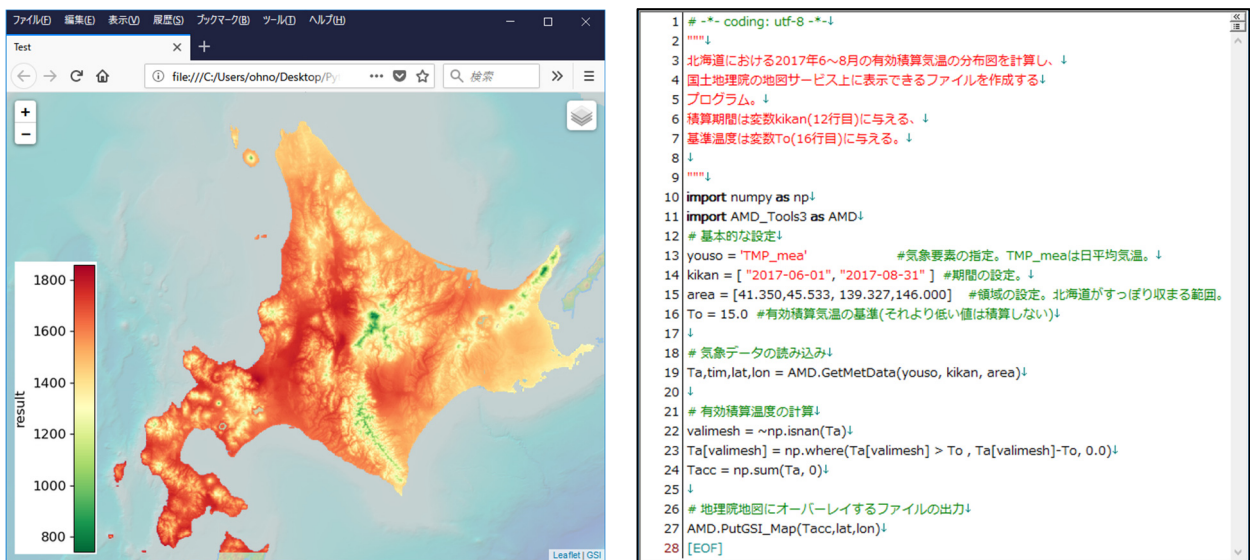 ファイル(F) 編集(E) 表示(V) 履歴(S) ブックマーク(B) ツール(T) ヘルプ(H)
Test
file:///C:/Users/ohno/Desktop/Py
検索
+
−
1800
1600
1400
1200
1000
800
result
Leaflet | GSI
1 # -*- coding: utf-8 -*-↓
2 """↓
3 北海道における2017年6～8月の有効積算気温の分布図を計算し、↓
4 国土地理院の地図サービス上に表示できるファイルを作成する↓
5 プログラム。↓
6 積算期間は変数kikan(12行目)に与える、↓
7 基準温度は変数To(16行目)に与える。↓
8 ↓
9 """↓
10 import numpy as np↓
11 import AMD_Tools3 as AMD↓
12 # 基本的な設定↓
13 youso = 'TMP_mea' #気象要素の指定。TMP_meaは日平均気温。↓
14 kikan = [ "2017-06-01", "2017-08-31" ] #期間の設定。↓
15 area = [41.350,45.533, 139.327,146.000] #領域の設定。北海道がすっぽり収まる範囲。
16 To = 15.0 #有効積算気温の基準(それより低い値は積算しない)↓
17 ↓
18 # 気象データの読み込み↓
19 Ta,tim,lat,lon = AMD.GetMetData(youso, kikan, area)↓
20 ↓
21 # 有効積算温度の計算↓
22 valimesh = ~np.isnan(Ta)↓
23 Ta[valimesh] = np.where(Ta[valimesh] > To , Ta[valimesh]-To, 0.0)↓
24 Tacc = np.sum(Ta, 0)↓
25 ↓
26 # 地理院地図にオーバーレイするファイルの出力↓
27 AMD.PutGSI_Map(Tacc,lat,lon)↓
28 [EOF]